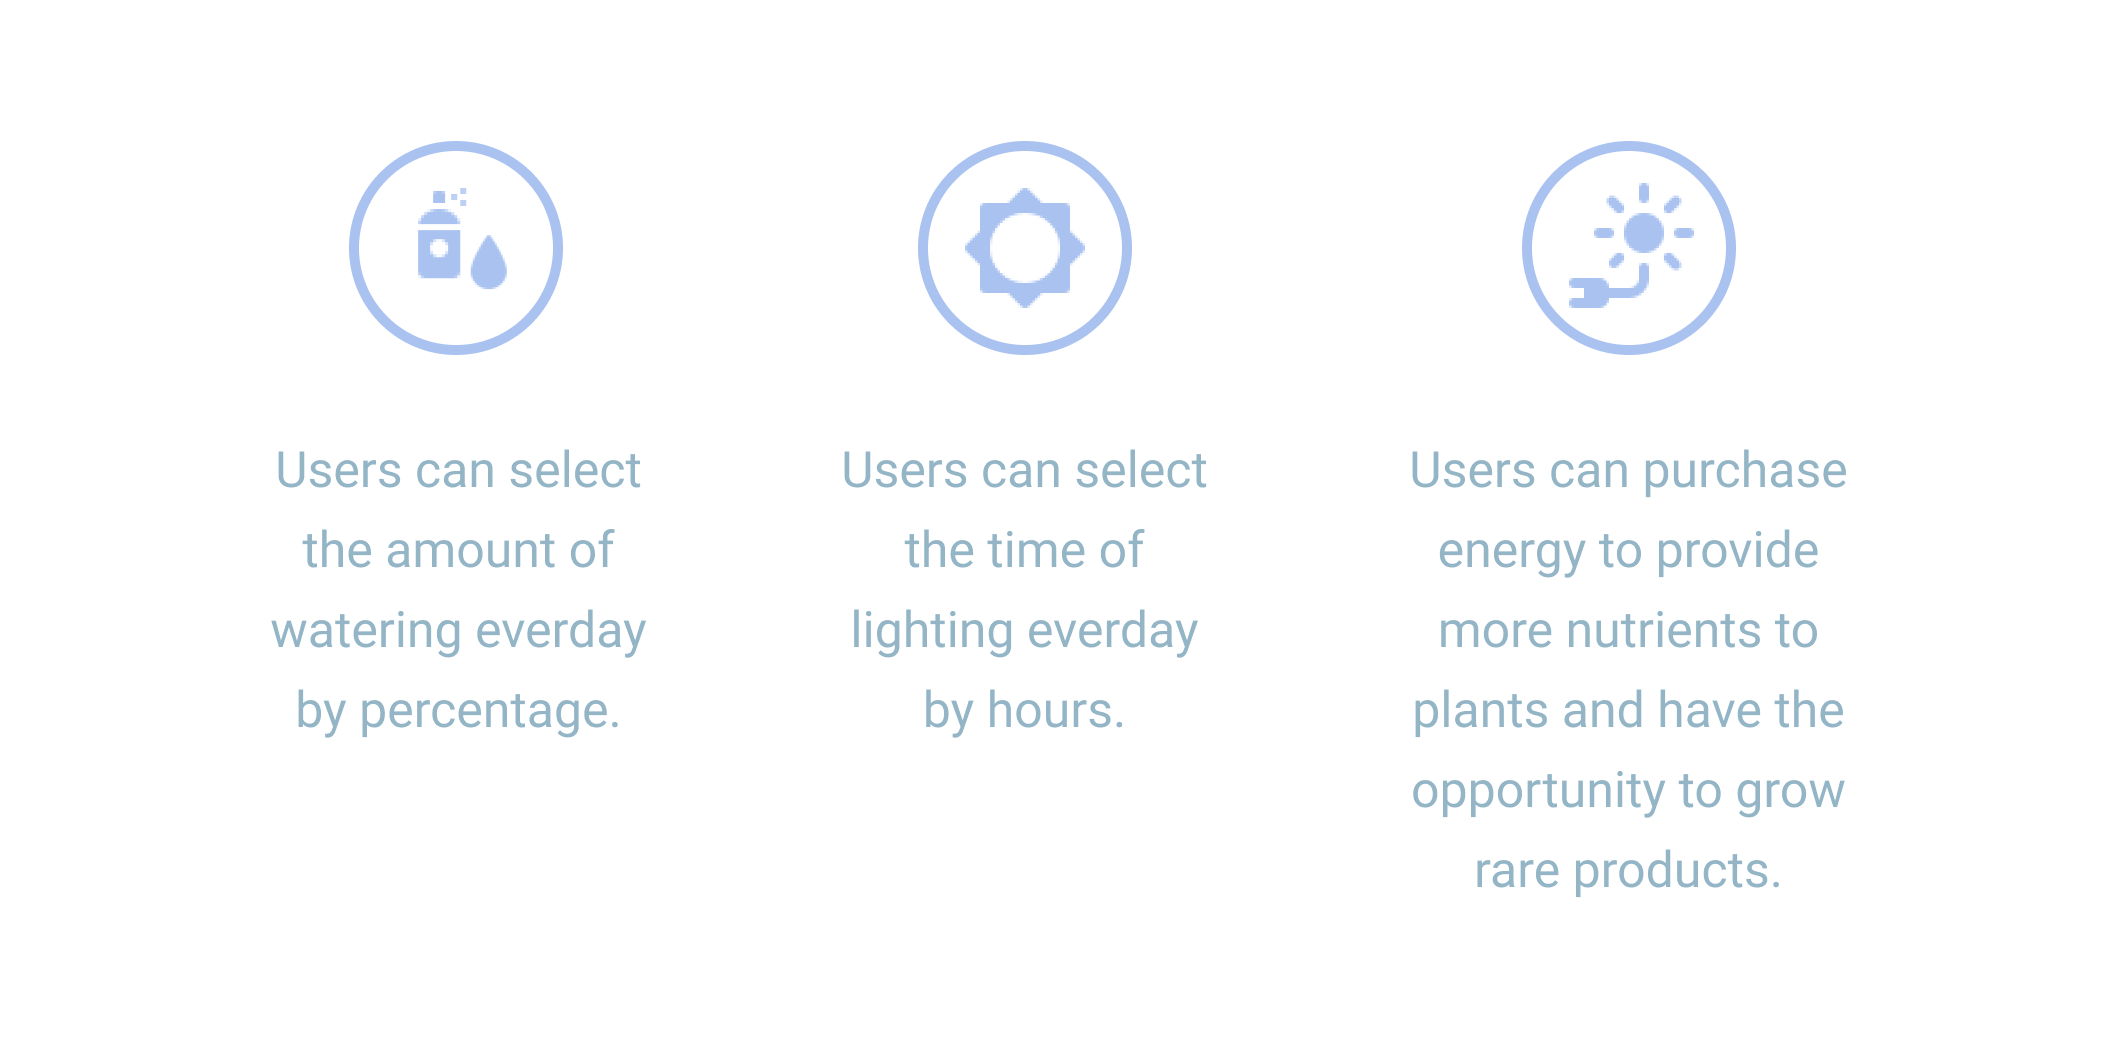 Users can select
the amount of
watering everday
by percentage.
Users can select
the time of
lighting everday
by hours.
Users can purchase
energy to provide
more nutrients to
plants and have the
opportunity to grow
rare products.